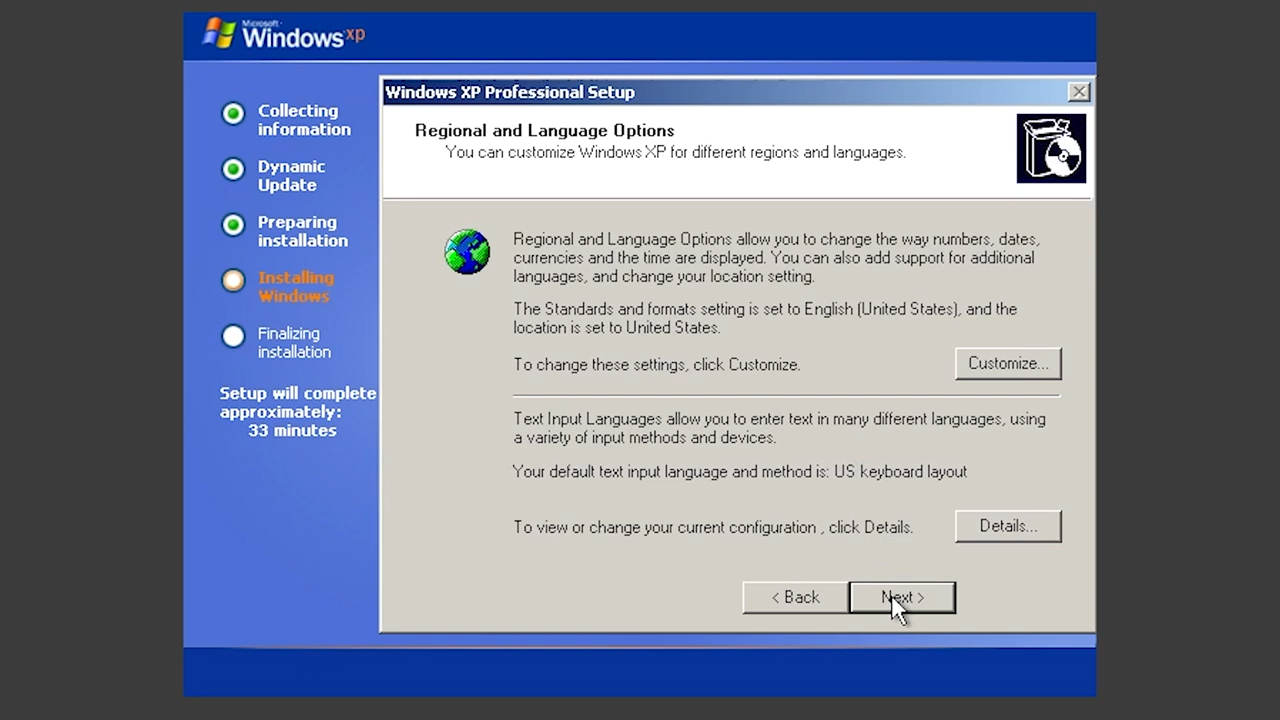 Microsoft
Windows xp
Collecting
information
Dynamic
Update
Preparing
installation
Installing
Windows
Finalizing
installation
Setup will complete
approximately:
33 minutes
Windows XP Professional Setup
Regional and Language Options
You can customize Windows XP for different regions and languages.
Regional and Language Options allow you to change the way numbers, dates,
currencies and the time are displayed. You can also add support for additional
languages, and change your location setting.
The Standards and formats setting is set to English (United States), and the
location is set to United States.
To change these settings, click Customize.
Customize...
Text Input Languages allow you to enter text in many different languages, using
a variety of input methods and devices.
Your default text input language and method is: US keyboard layout
To view or change your current configuration , click Details.
Details...
< Back
Next >